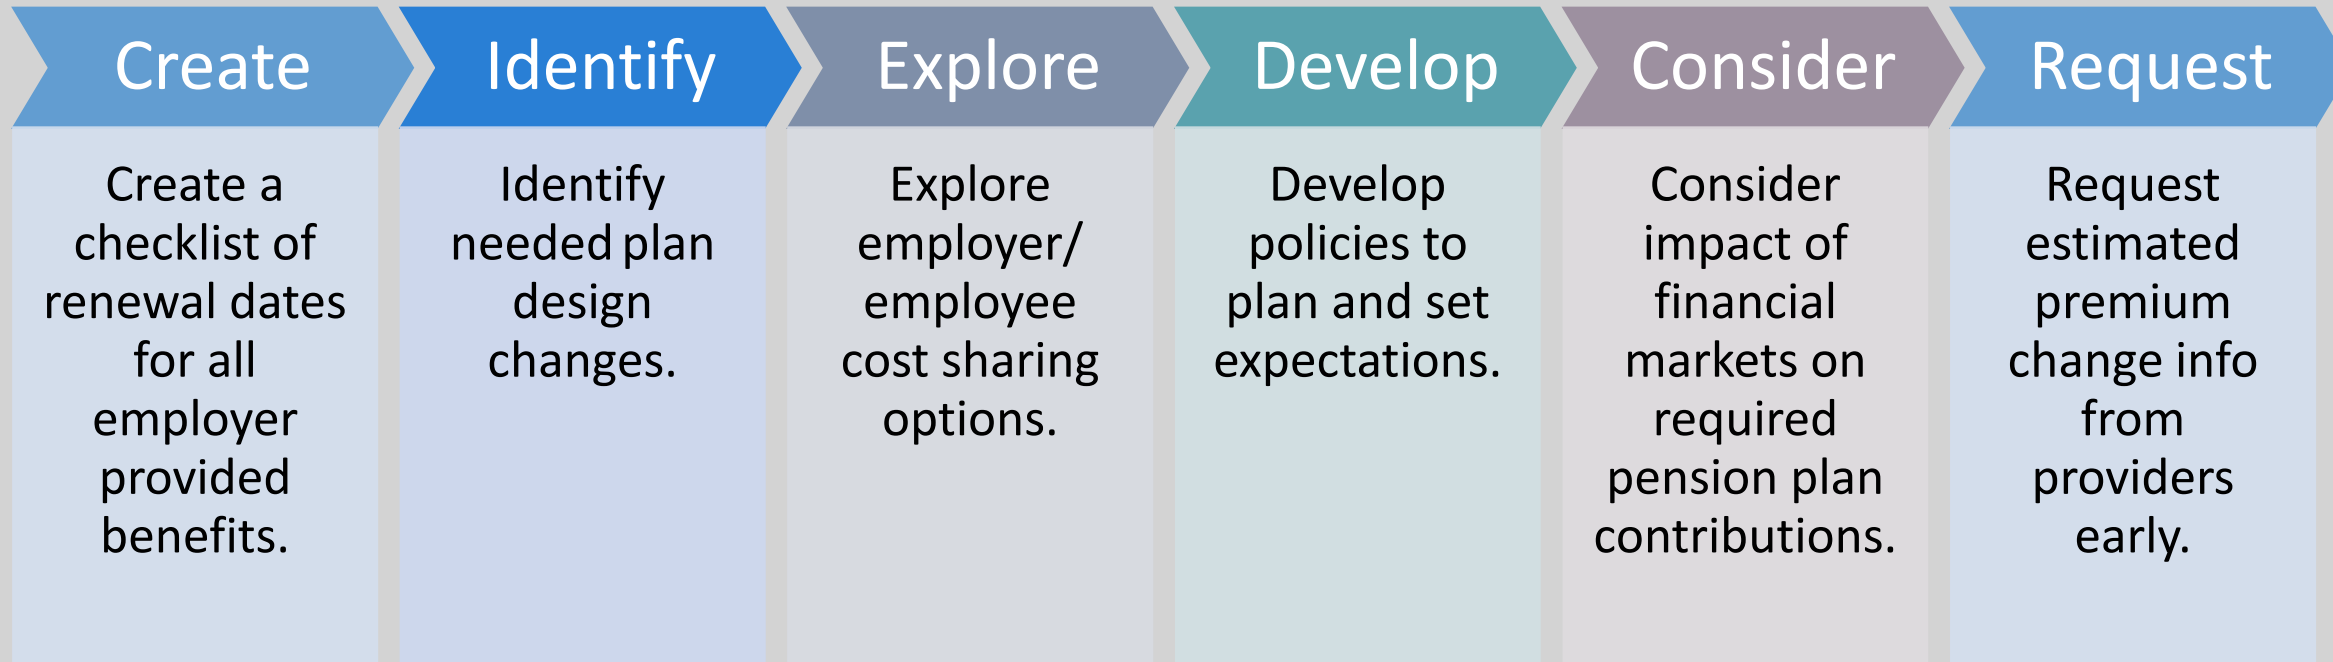 Create
Create a
checklist of
renewal dates
for all
employer
provided
benefits.
Identify
Identify
needed plan
design
changes.
Explore
Explore
employer/
employee
cost sharing
options.
Develop
Develop
policies to
plan and set
expectations.
Consider
Consider
impact of
financial
markets on
required
pension plan
contributions.
Request
Request
estimated
premium
change info
from
providers
early.